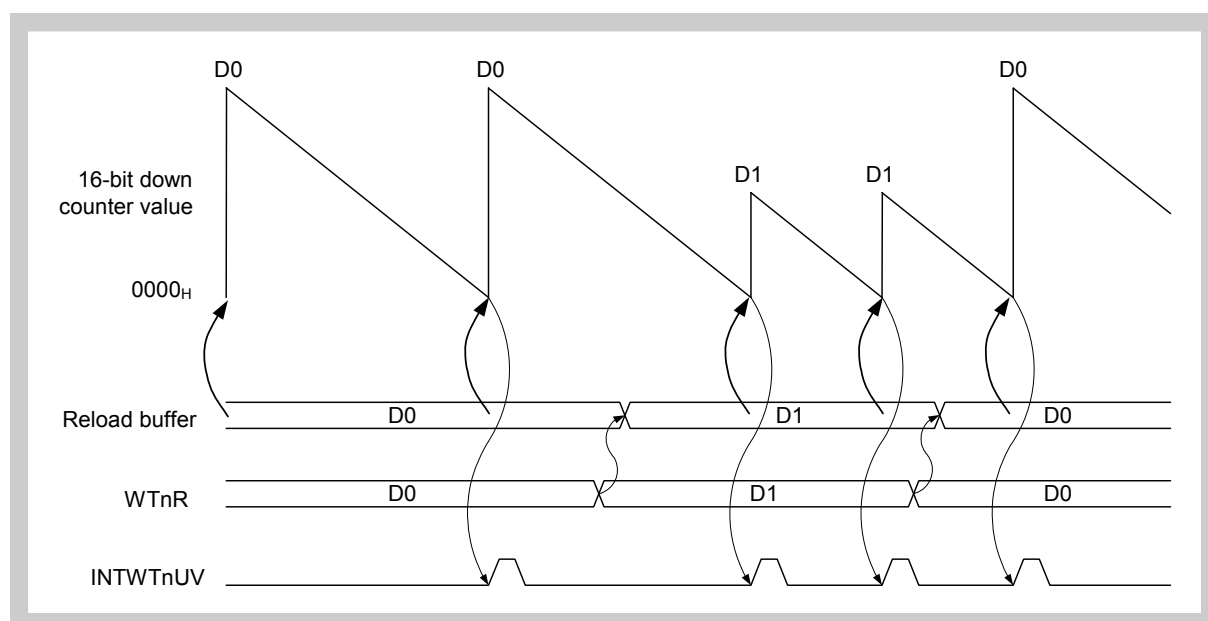 D0 D0 D0
D1 D1
16-bit down
counter value
0000H
Reload buffer D0 D1 D0
WTnR D0 D1 D0
INTWTnUV